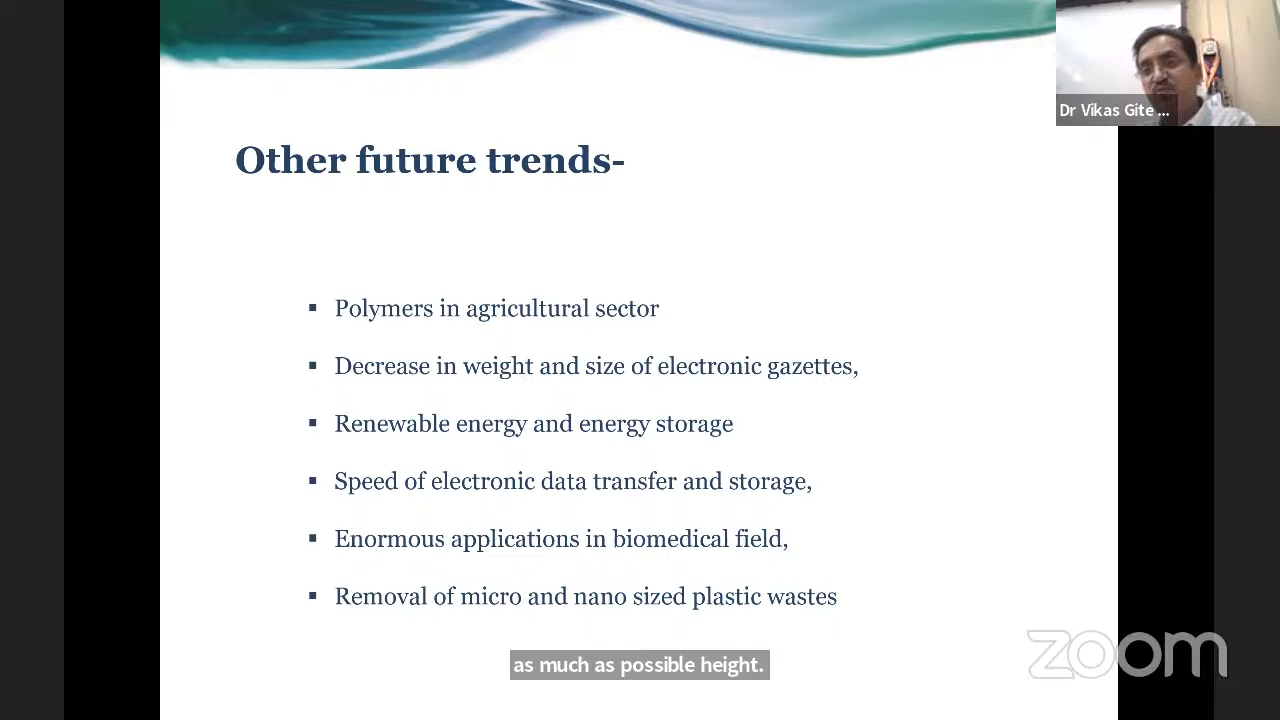 Dr Vikas Gite ...
Other future trends-
▪ Polymers in agricultural sector
▪ Decrease in weight and size of electronic gazettes,
▪ Renewable energy and energy storage
▪ Speed of electronic data transfer and storage,
▪ Enormous applications in biomedical field,
▪ Removal of micro and nano sized plastic wastes
as much as possible height.
zoom